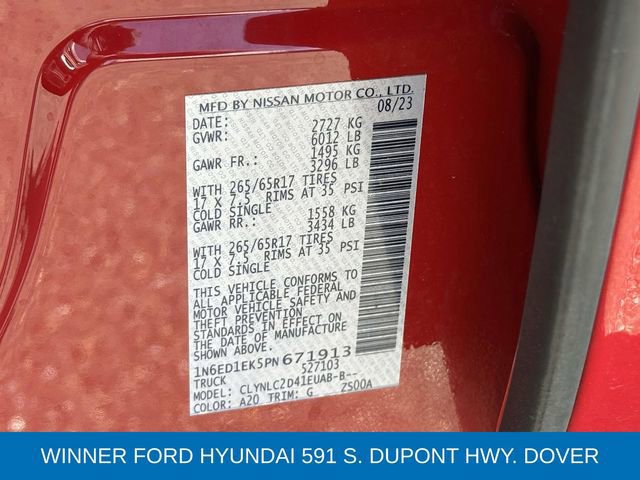 MFD BY NISSAN MOTOR CO., LTD.
DATE: 08/23
GVWR: 2727 KG
6012 LB
GAWR FR.: 1495 KG
3296 LB
WITH 265/65R17 TIRES
17 X 7.5 RIMS AT 35 PSI
COLD SINGLE
GAWR RR.: 1558 KG
3434 LB
WITH 265/65R17 TIRES
17 X 7.5 RIMS AT 35 PSI
COLD SINGLE
THIS VEHICLE CONFORMS TO
ALL APPLICABLE FEDERAL
MOTOR VEHICLE SAFETY AND
THEFT PREVENTION
STANDARDS IN EFFECT ON
THE DATE OF MANUFACTURE
SHOWN ABOVE.
1N6ED1EK5PN671913
TRUCK 527103
MODEL: CLYNLC2D41EUAB-B--
COLOR: A20 TRIM: G ZS00A
WINNER FORD HYUNDAI 591 S. DUPONT HWY. DOVER